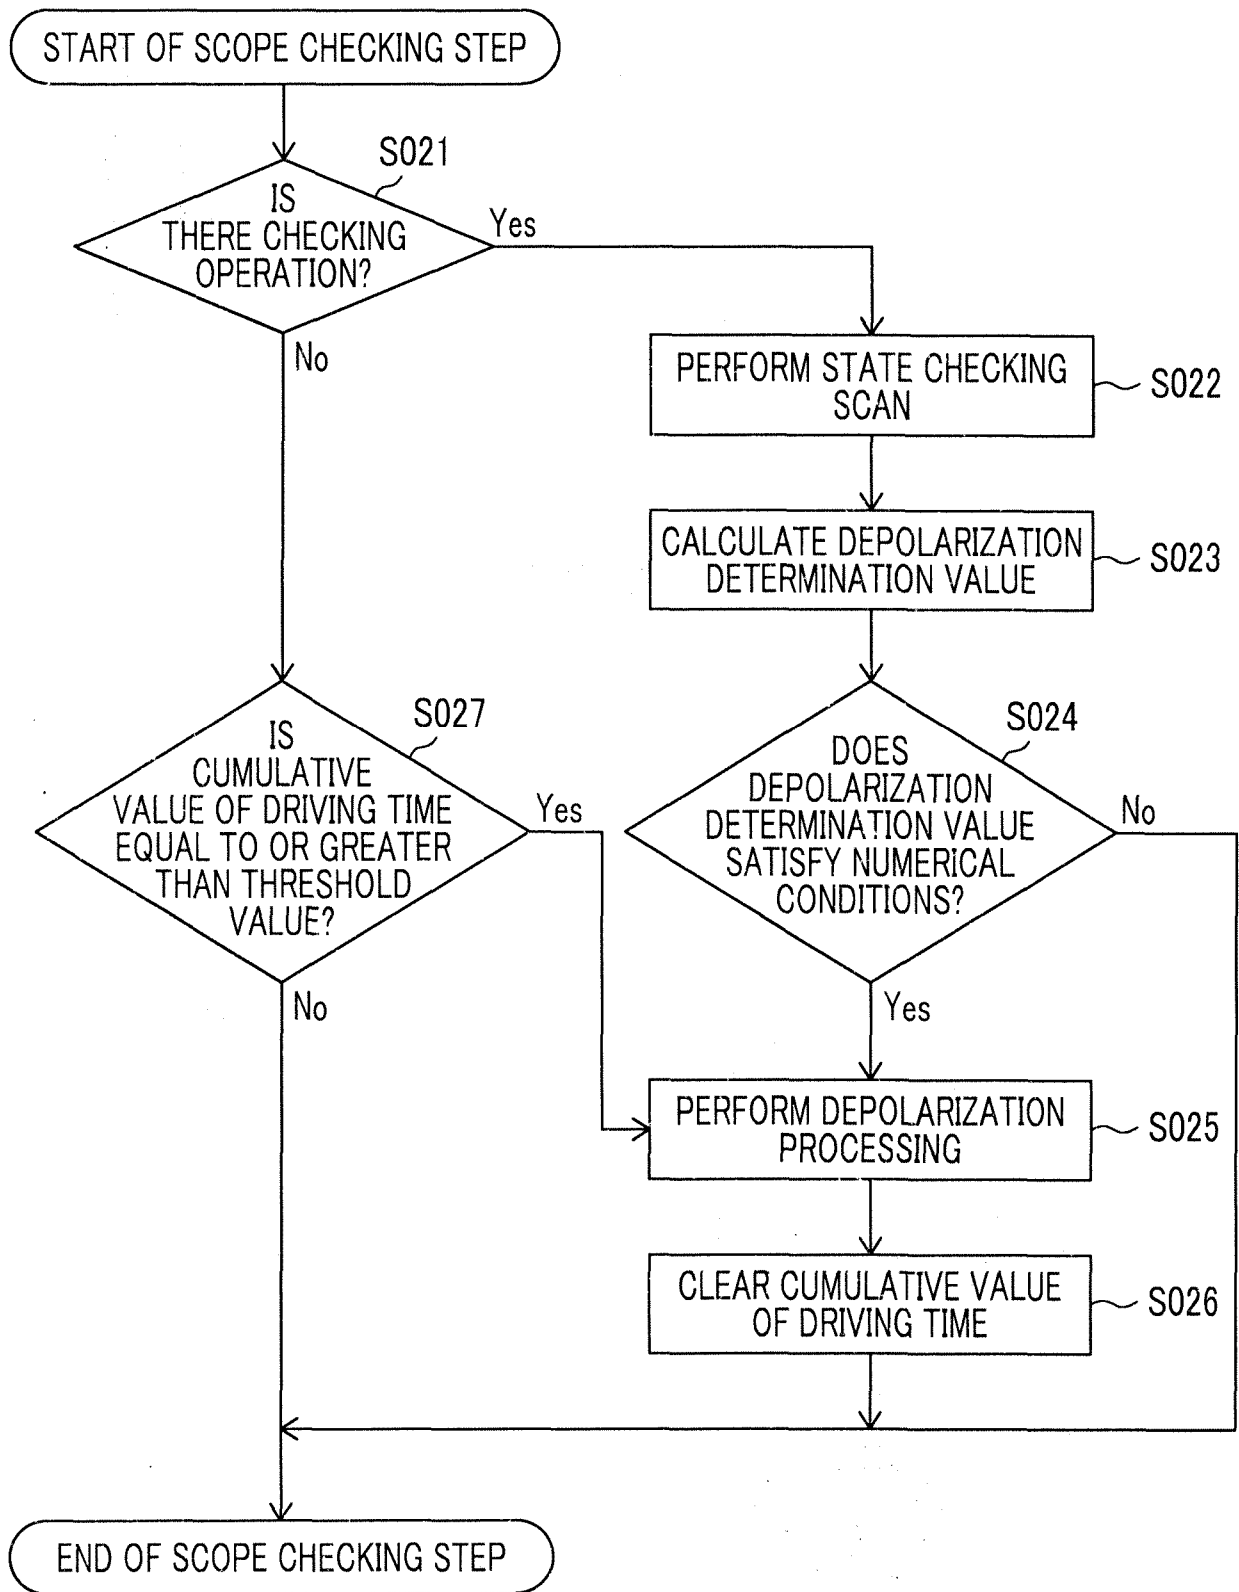 START OF SCOPE CHECKING STEP
S021
IS
THERE CHECKING
OPERATION?
Yes
No
PERFORM STATE CHECKING
SCAN
S022
CALCULATE DEPOLARIZATION
DETERMINATION VALUE
S023
S027
IS
CUMULATIVE
VALUE OF DRIVING TIME
EQUAL TO OR GREATER
THAN THRESHOLD
VALUE?
Yes
No
S024
DOES
DEPOLARIZATION
DETERMINATION VALUE
SATISFY NUMERICAL
CONDITIONS?
No
Yes
PERFORM DEPOLARIZATION
PROCESSING
S025
CLEAR CUMULATIVE VALUE
OF DRIVING TIME
S026
END OF SCOPE CHECKING STEP